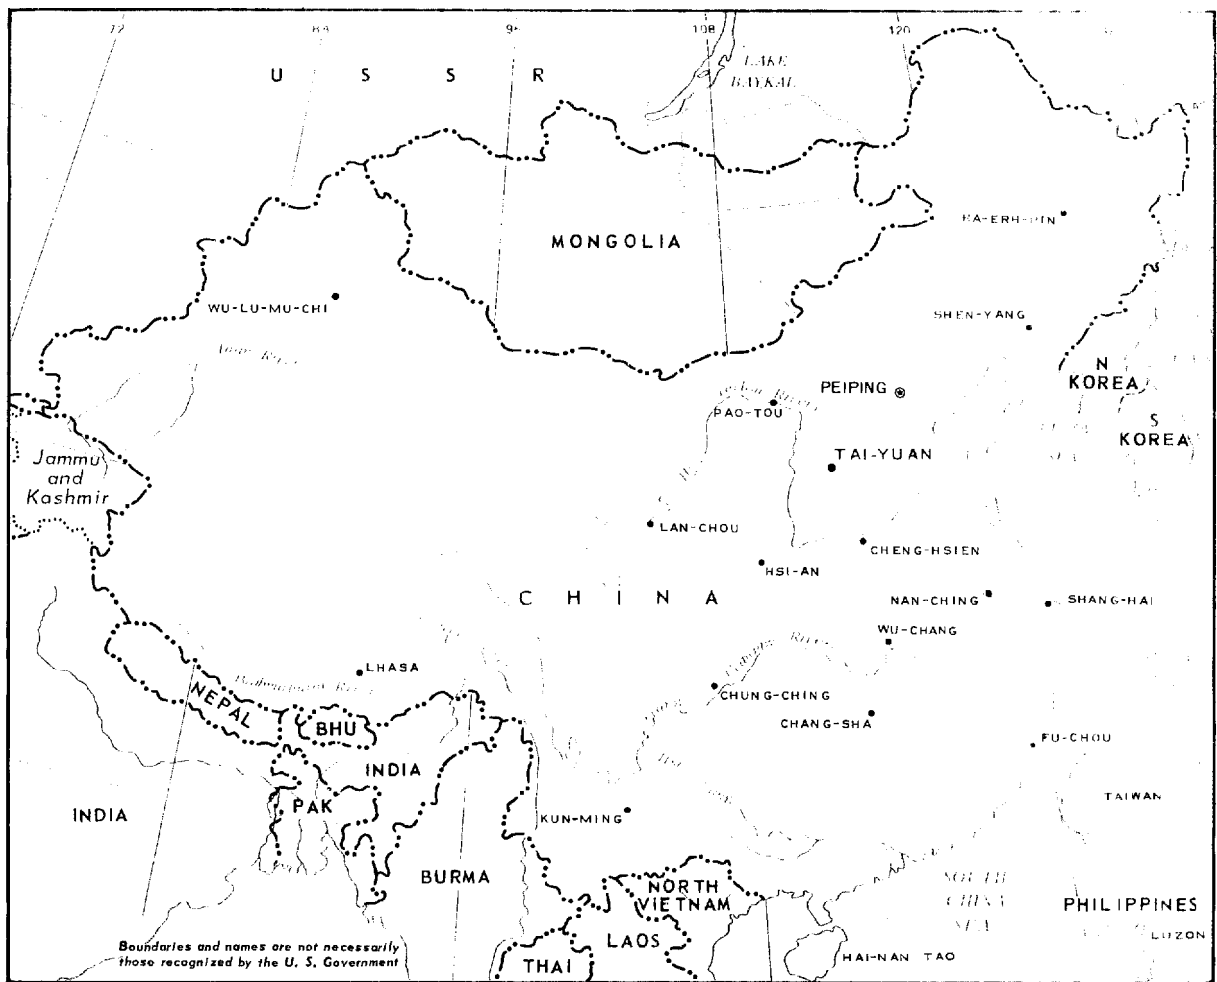 72
96
108
120
U S S R
LAKE
BAYKAL
MONGOLIA
HA-ERH-PIN
WU-LU-MU-CHI
SHEN-YANG
River
N
KOREA
PEIPING
River
PAO-TOU
S
KOREA
TAI-YUAN
Jammu
and
Kashmir
LAN-CHOU
CHENG-HSIEN
HSI-AN
CHINA
NAN-CHING
SHANG-HAI
WU-CHANG
River
LHASA
NEPAL
CHUNG-CHING
BHU
CHANG-SHA
FU-CHOU
INDIA
TAIWAN
PAK
INDIA
KUN-MING
BURMA
NORTH
VIETNAM
SOUTH
CHINA
SEA
PHILIPPINES
LUZON
LAOS
THAI
HAI-NAN TAO
Boundaries and names are not necessarily
those recognized by the U. S. Government